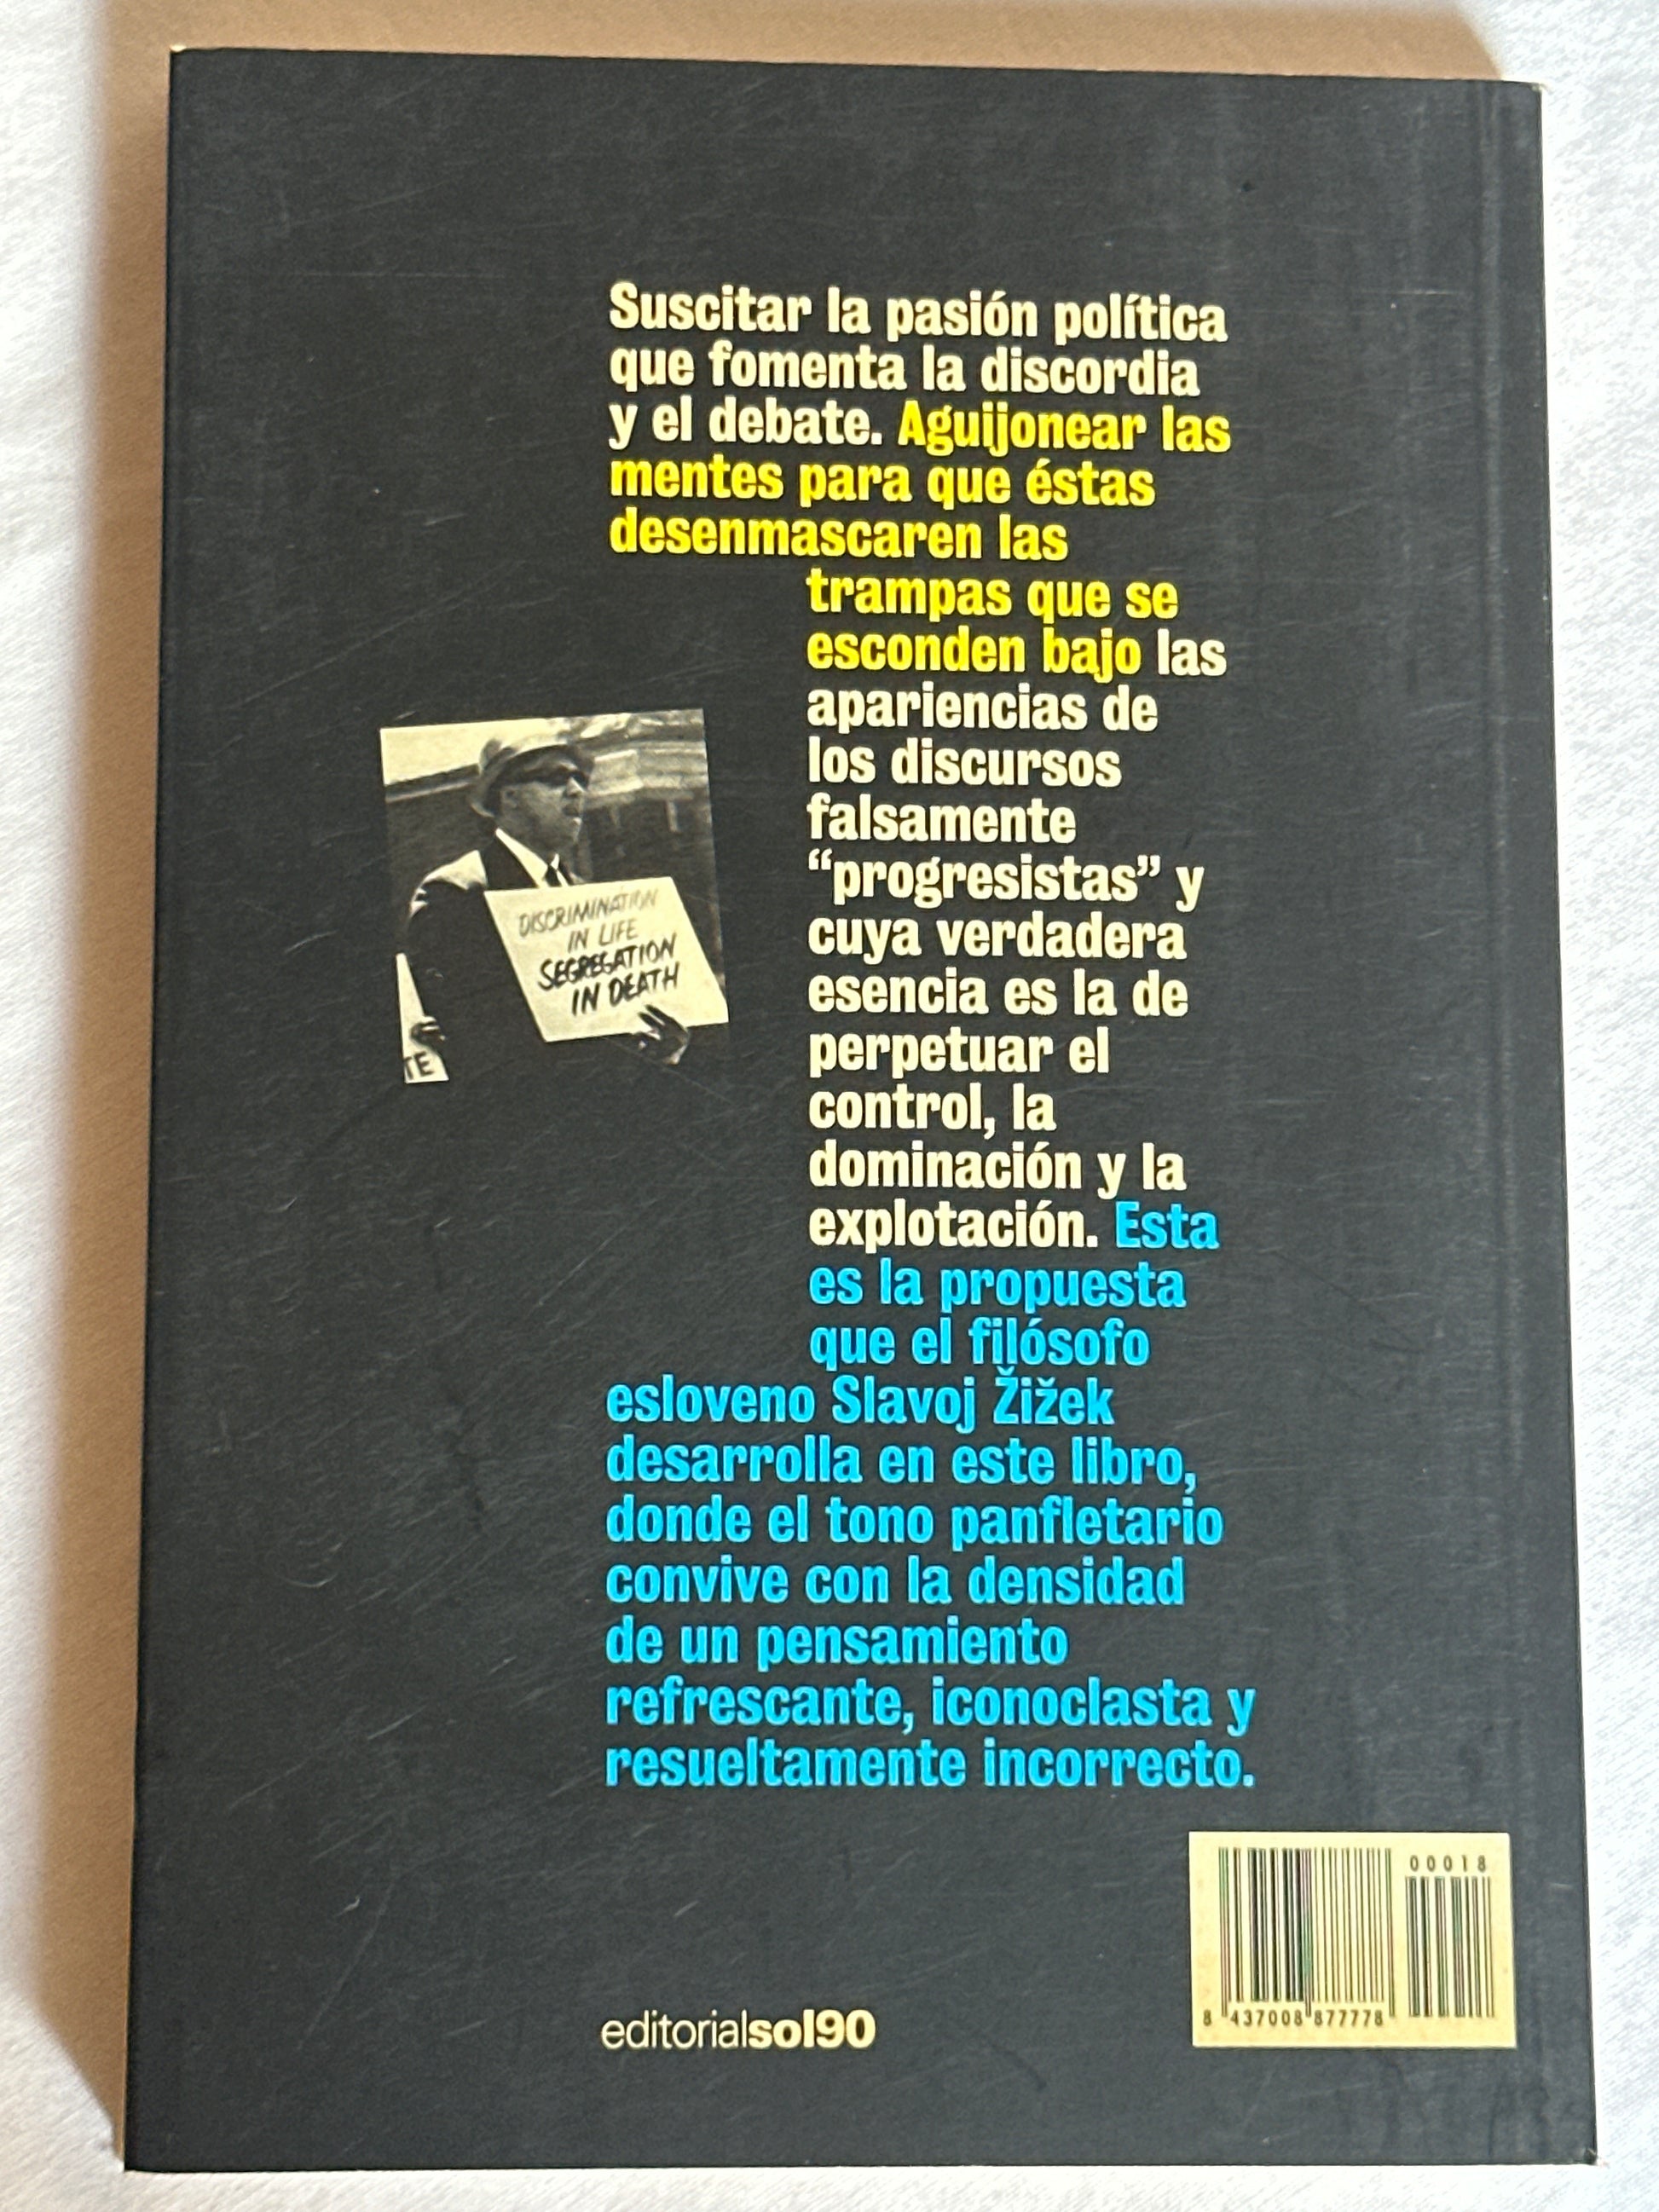 Suscitar la pasión política
que fomenta la discordia
y el debate. Aguijonear las
mentes para que éstas
desenmascaren las
trampas que se
esconden bajo las
apariencias de
los discursos
falsamente
“progresistas” y
cuya verdadera
esencia es la de
perpetuar el
control, la
dominación y la
explotación. Esta
es la propuesta
que el filósofo
esloveno Slavoj Žižek
desarrolla en este libro,
donde el tono panfletario
convive con la densidad
de un pensamiento
refrescante, iconoclasta y
resueltamente incorrecto.
DISCRIMINATION
IN LIFE
SEGREGATION
IN DEATH
TE
editorialsol90
00018
8 437008 877778